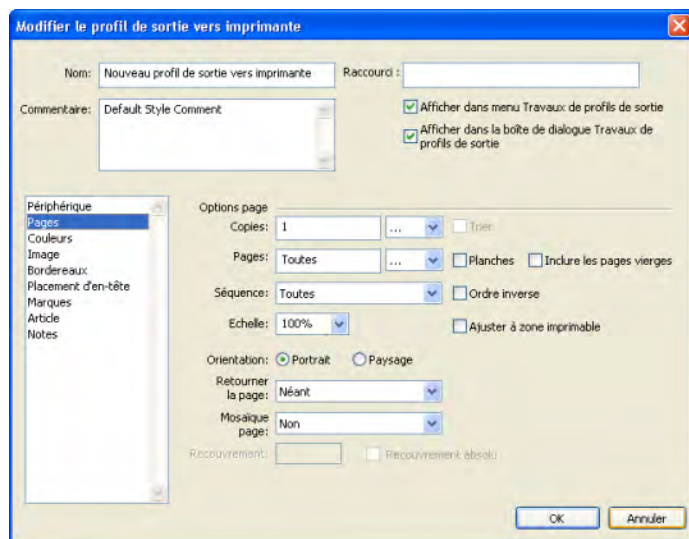 Modifier le profil de sortie vers imprimante
Nom: Nouveau profil de sortie vers imprimante Raccourci :
Commentaire: Default Style Comment
Afficher dans menu Travaux de profils de sortie
Afficher dans la boîte de dialogue Travaux de
profils de sortie
Périphérique
Pages
Couleurs
Image
Bordereaux
Placement d'en-tête
Marques
Article
Notes
Options page
Copies: 1 ... Trier
Pages: Toutes ... Planches Inclure les pages vierges
Séquence: Toutes Ordre inverse
Echelle: 100% Ajuster à zone imprimable
Orientation: Portrait Paysage
Retourner
la page: Néant
Mosaïque
page: Non
Recouvrement: Recouvrement absolu
OK Annuler